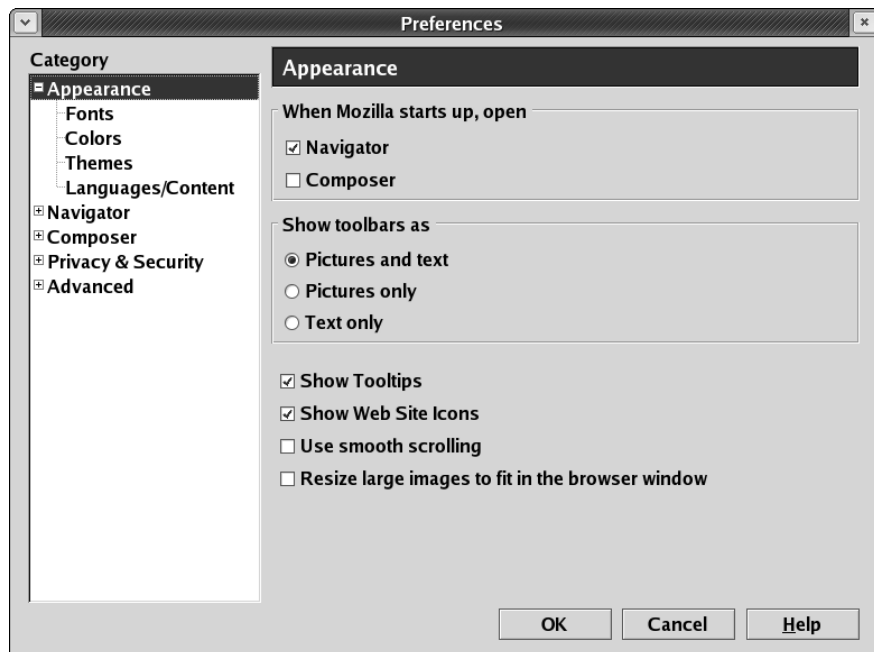 Preferences
Category
Appearance
Fonts
Colors
Themes
Languages/Content
Navigator
Composer
Privacy & Security
Advanced
Appearance
When Mozilla starts up, open
Navigator
Composer
Show toolbars as
Pictures and text
Pictures only
Text only
Show Tooltips
Show Web Site Icons
Use smooth scrolling
Resize large images to fit in the browser window
OK Cancel Help